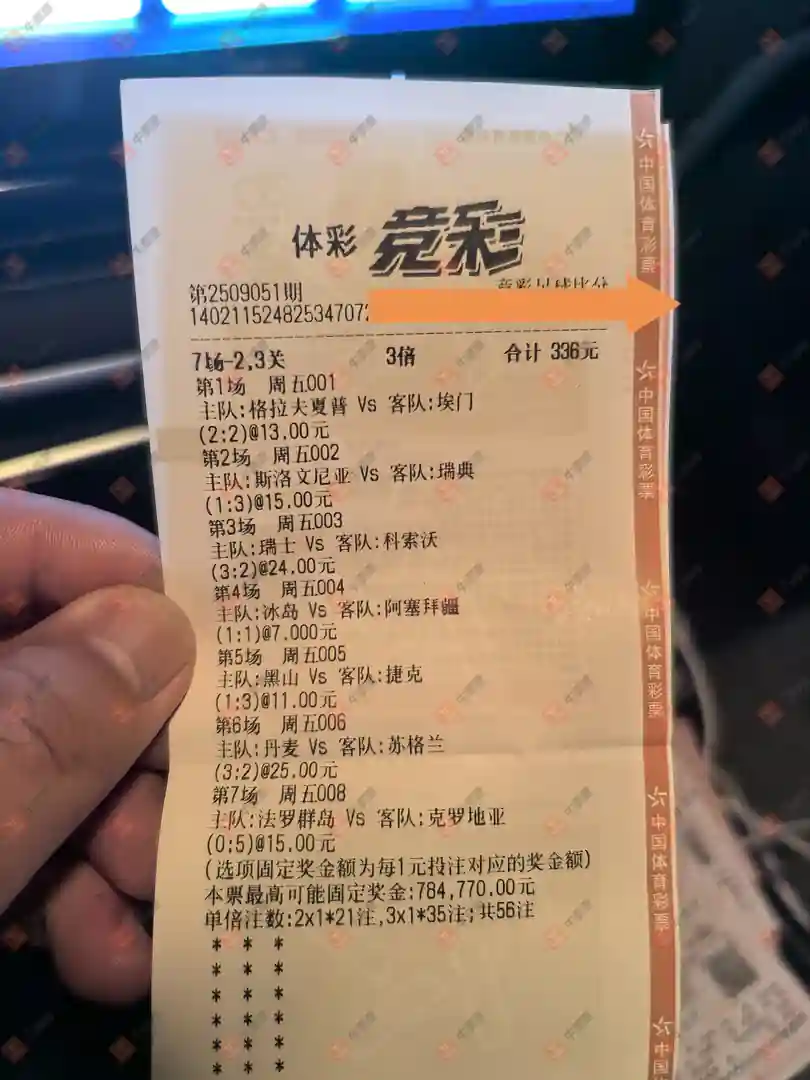 体彩 竞彩
第2509051期
14021152482534707
7场-2,3关 3倍 合计 336元
第1场 周五001
主队:格拉夫夏普 Vs 客队:埃门
(2:2)@13.00元
第2场 周五002
主队:斯洛文尼亚 Vs 客队:瑞典
(1:3)@15.00元
第3场 周五003
主队:瑞士 Vs 客队:科索沃
(3:2)@24.00元
第4场 周五004
主队:冰岛 Vs 客队:阿塞拜疆
(1:1)@7.000元
第5场 周五005
主队:黑山 Vs 客队:捷克
(1:3)@11.00元
第6场 周五006
主队:丹麦 Vs 客队:苏格兰
(3:2)@25.00元
第7场 周五008
主队:法罗群岛 Vs 客队:克罗地亚
(0:5)@15.00元
(选项固定奖金额为每1元投注对应的奖金额)
本票最高可能固定奖金:784,770.00元
单倍注数:2x1*21注,3x1*35注;共56注
* * *
* * *
* * *
* * *
* * *
* * *
中国体育彩票
中国体育彩票
中国体育彩票
中国体育彩票
中国